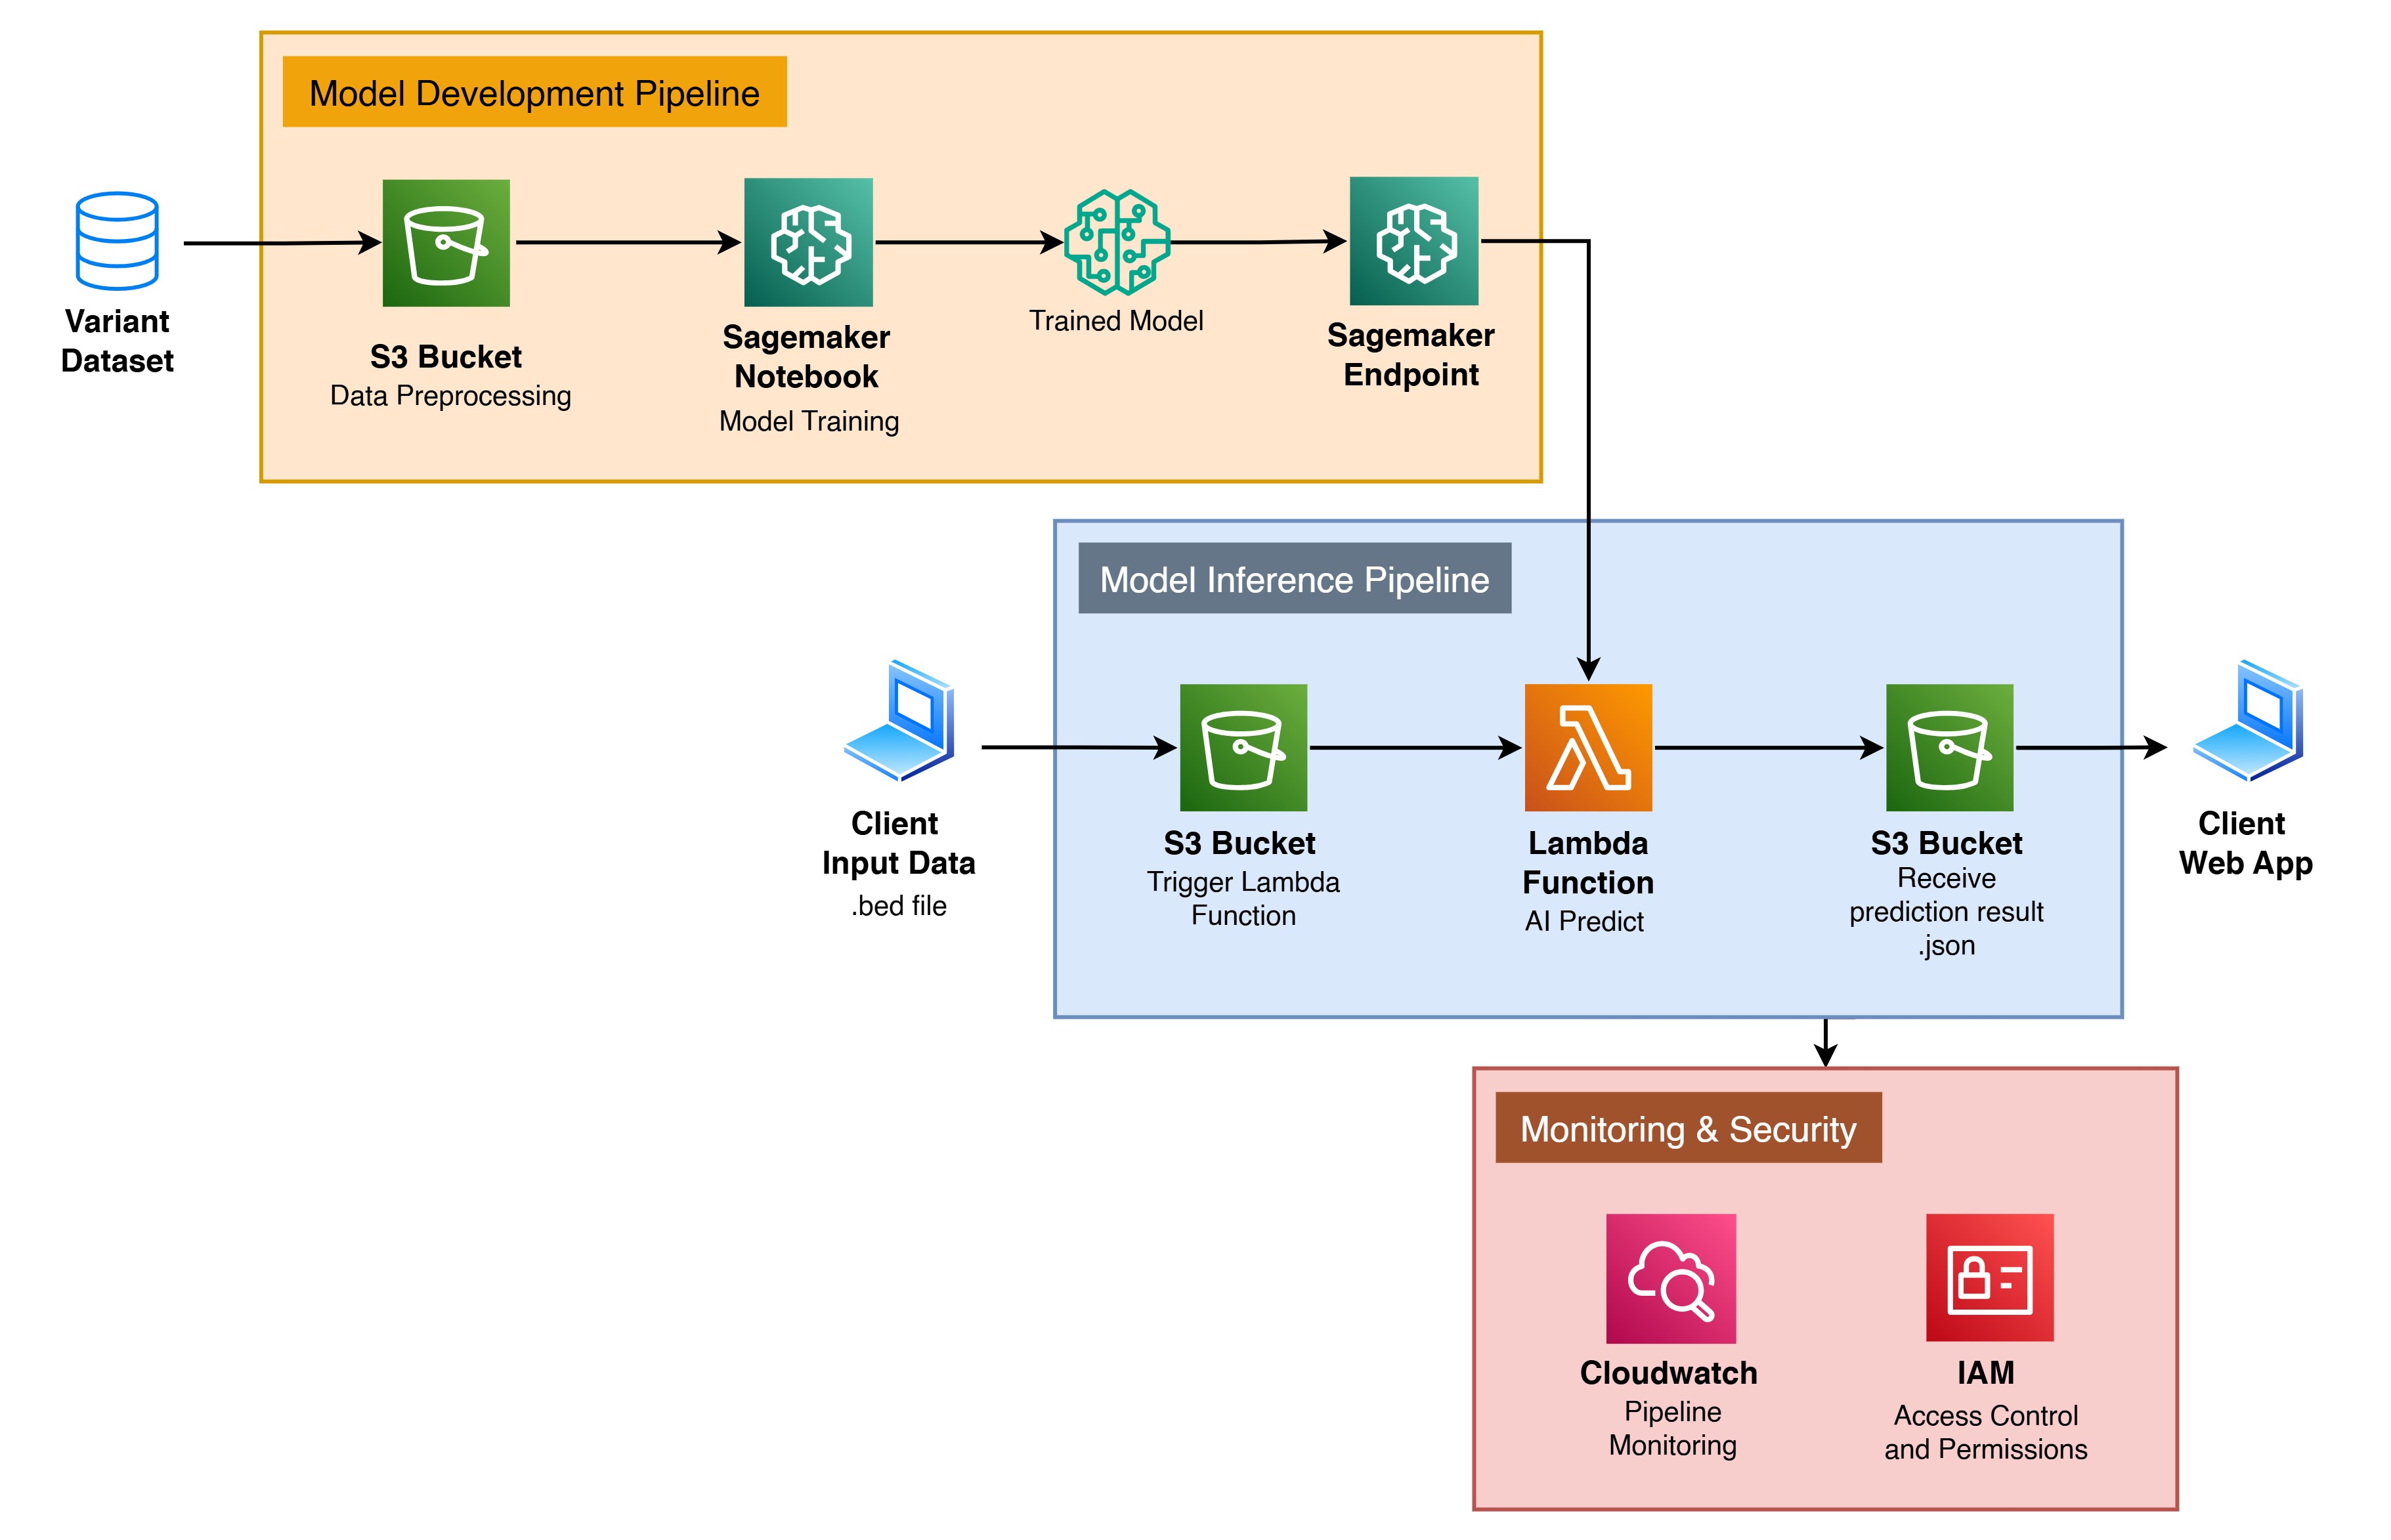 Model Development Pipeline
Variant
Dataset
S3 Bucket
Data Preprocessing
Sagemaker
Notebook
Model Training
Trained Model
Sagemaker
Endpoint
Model Inference Pipeline
Client
Input Data
.bed file
S3 Bucket
Trigger Lambda
Function
Lambda
Function
AI Predict
S3 Bucket
Receive
prediction result
.json
Client
Web App
Monitoring & Security
Cloudwatch
Pipeline
Monitoring
IAM
Access Control
and Permissions